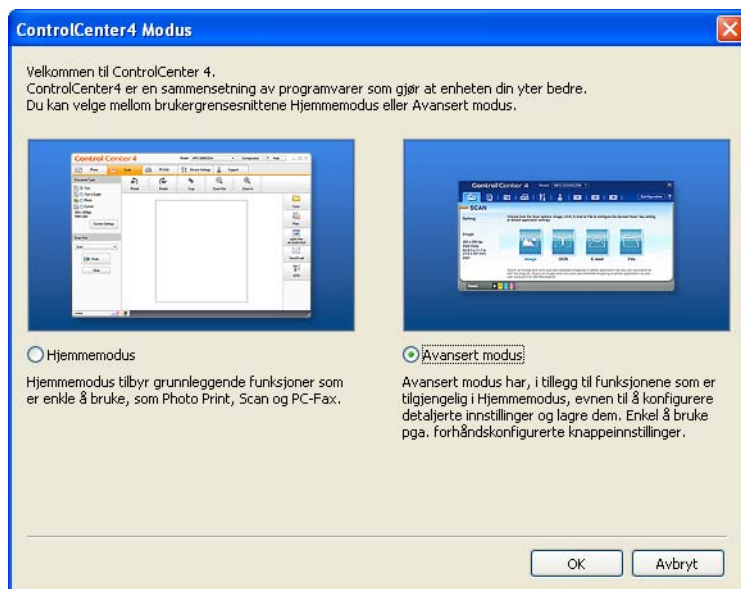 ControlCenter4 Modus
Velkommen til ControlCenter 4.
ControlCenter4 er en sammensetning av programvarer som gjør at enheten din yter bedre.
Du kan velge mellom brukergrensesnittene Hjemmemodus eller Avansert modus.
Control Center 4
Control Center 4
SCAN
Image
OCR
E-mail
File
Hjemmemodus
Hjemmemodus tilbyr grunnleggende funksjoner som
er enkle å bruke, som Photo Print, Scan og PC-Fax.
Avansert modus
Avansert modus har, i tillegg til funksjonene som er
tilgjengelig i Hjemmemodus, evnen til å konfigurere
detaljerte innstillinger og lagre dem. Enkel å bruke
pga. forhåndskonfigurerte knappeinnstillinger.
OK
Avbryt